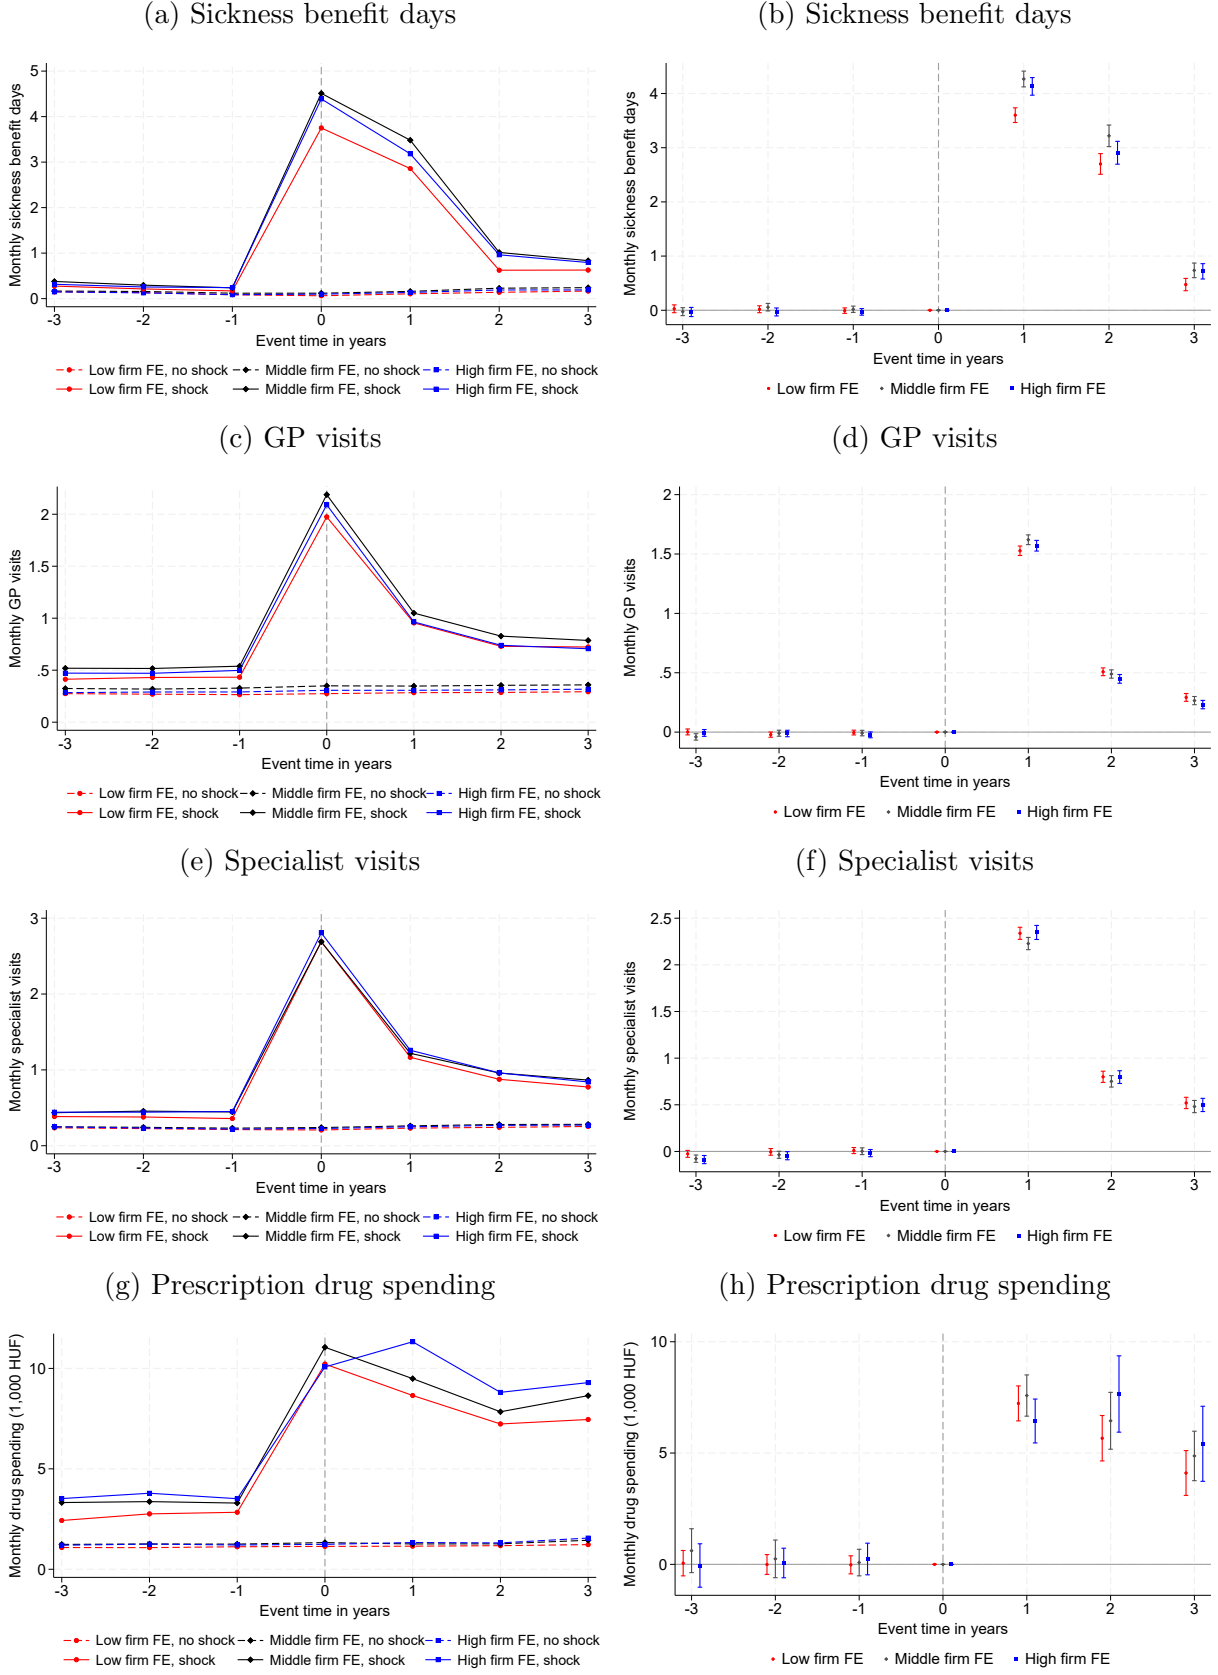 (a) Sickness benefit days
Monthly sickness benefit days
5
4
3
2
1
0
-3 -2 -1 0 1 2 3
Event time in years
Low firm FE, no shock Middle firm FE, no shock High firm FE, no shock
Low firm FE, shock Middle firm FE, shock High firm FE, shock
(b) Sickness benefit days
Monthly sickness benefit days
4
3
2
1
0
-3 -2 -1 0 1 2 3
Event time in years
Low firm FE Middle firm FE High firm FE
(c) GP visits
Monthly GP visits
2
1
.5
0
-3 -2 -1 0 1 2 3
Event time in years
Low firm FE, no shock Middle firm FE, no shock High firm FE, no shock
Low firm FE, shock Middle firm FE, shock High firm FE, shock
(d) GP visits
Monthly GP visits
2
1.5
1
.5
0
-3 -2 -1 0 1 2 3
Event time in years
Low firm FE Middle firm FE High firm FE
(e) Specialist visits
Monthly specialist visits
3
2
1
0
-3 -2 -1 0 1 2 3
Event time in years
Low firm FE, no shock Middle firm FE, no shock High firm FE, no shock
Low firm FE, shock Middle firm FE, shock High firm FE, shock
(f) Specialist visits
Monthly specialist visits
2.5
2
1
.5
0
-3 -2 -1 0 1 2 3
Event time in years
Low firm FE Middle firm FE High firm FE
(g) Prescription drug spending
Monthly drug spending (1,000 HUF)
10
5
0
-3 -2 -1 0 1 2 3
Event time in years
Low firm FE, no shock Middle firm FE, no shock High firm FE, no shock
Low firm FE, shock Middle firm FE, shock High firm FE, shock
(h) Prescription drug spending
Monthly drug spending (1,000 HUF)
10
5
0
-3 -2 -1 0 1 2 3
Event time in years
Low firm FE Middle firm FE High firm FE